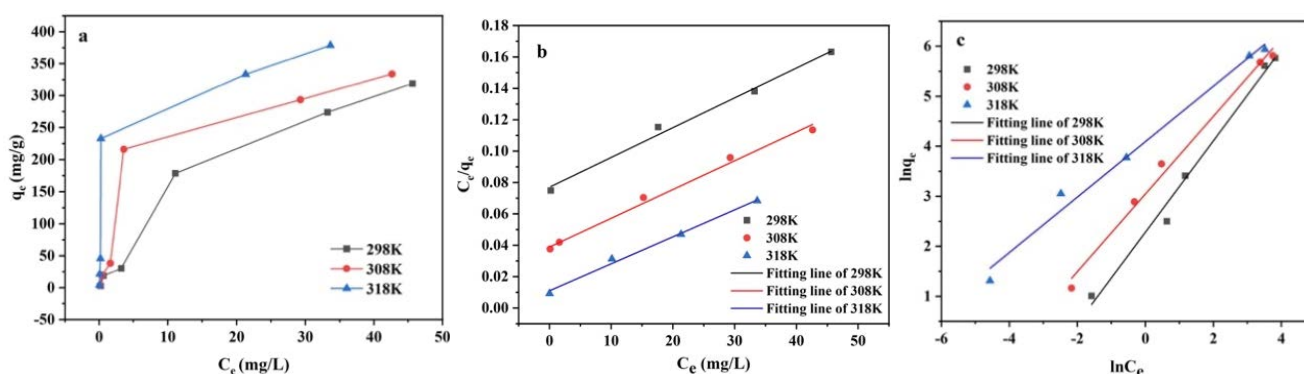 a
400
350
300
250
200
150
100
50
0
-50
qₑ (mg/g)
298K
308K
318K
0 10 20 30 40 50
Cₑ (mg/L)
b
0.16
0.14
0.12
0.10
0.08
0.06
0.04
0.02
0.00
Cₑ/qₑ
298K
308K
318K
Fitting line of 298K
Fitting line of 308K
Fitting line of 318K
0 10 20 30 40 50
Cₑ (mg/L)
c
6
5
4
3
2
1
lnqₑ
298K
308K
318K
Fitting line of 298K
Fitting line of 308K
Fitting line of 318K
-6 -4 -2 0 2 4
lnCₑ